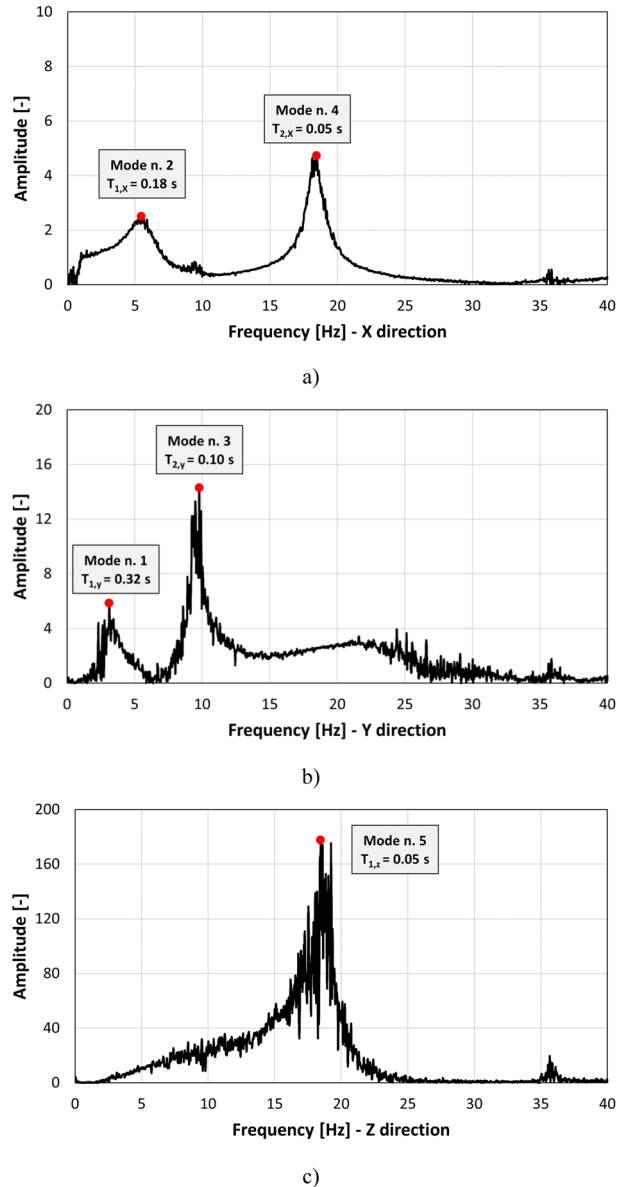 10
8
6
4
2
0
Amplitude [-]
Mode n. 2
T1,X = 0.18 s
Mode n. 4
T2,X = 0.05 s
0 5 10 15 20 25 30 35 40
Frequency [Hz] - X direction
a)
20
16
12
8
4
0
Amplitude [-]
Mode n. 1
T1,y = 0.32 s
Mode n. 3
T2,y = 0.10 s
0 5 10 15 20 25 30 35 40
Frequency [Hz] - Y direction
b)
200
160
120
80
40
0
Amplitude [-]
Mode n. 5
T1,z = 0.05 s
0 5 10 15 20 25 30 35 40
Frequency [Hz] - Z direction
c)